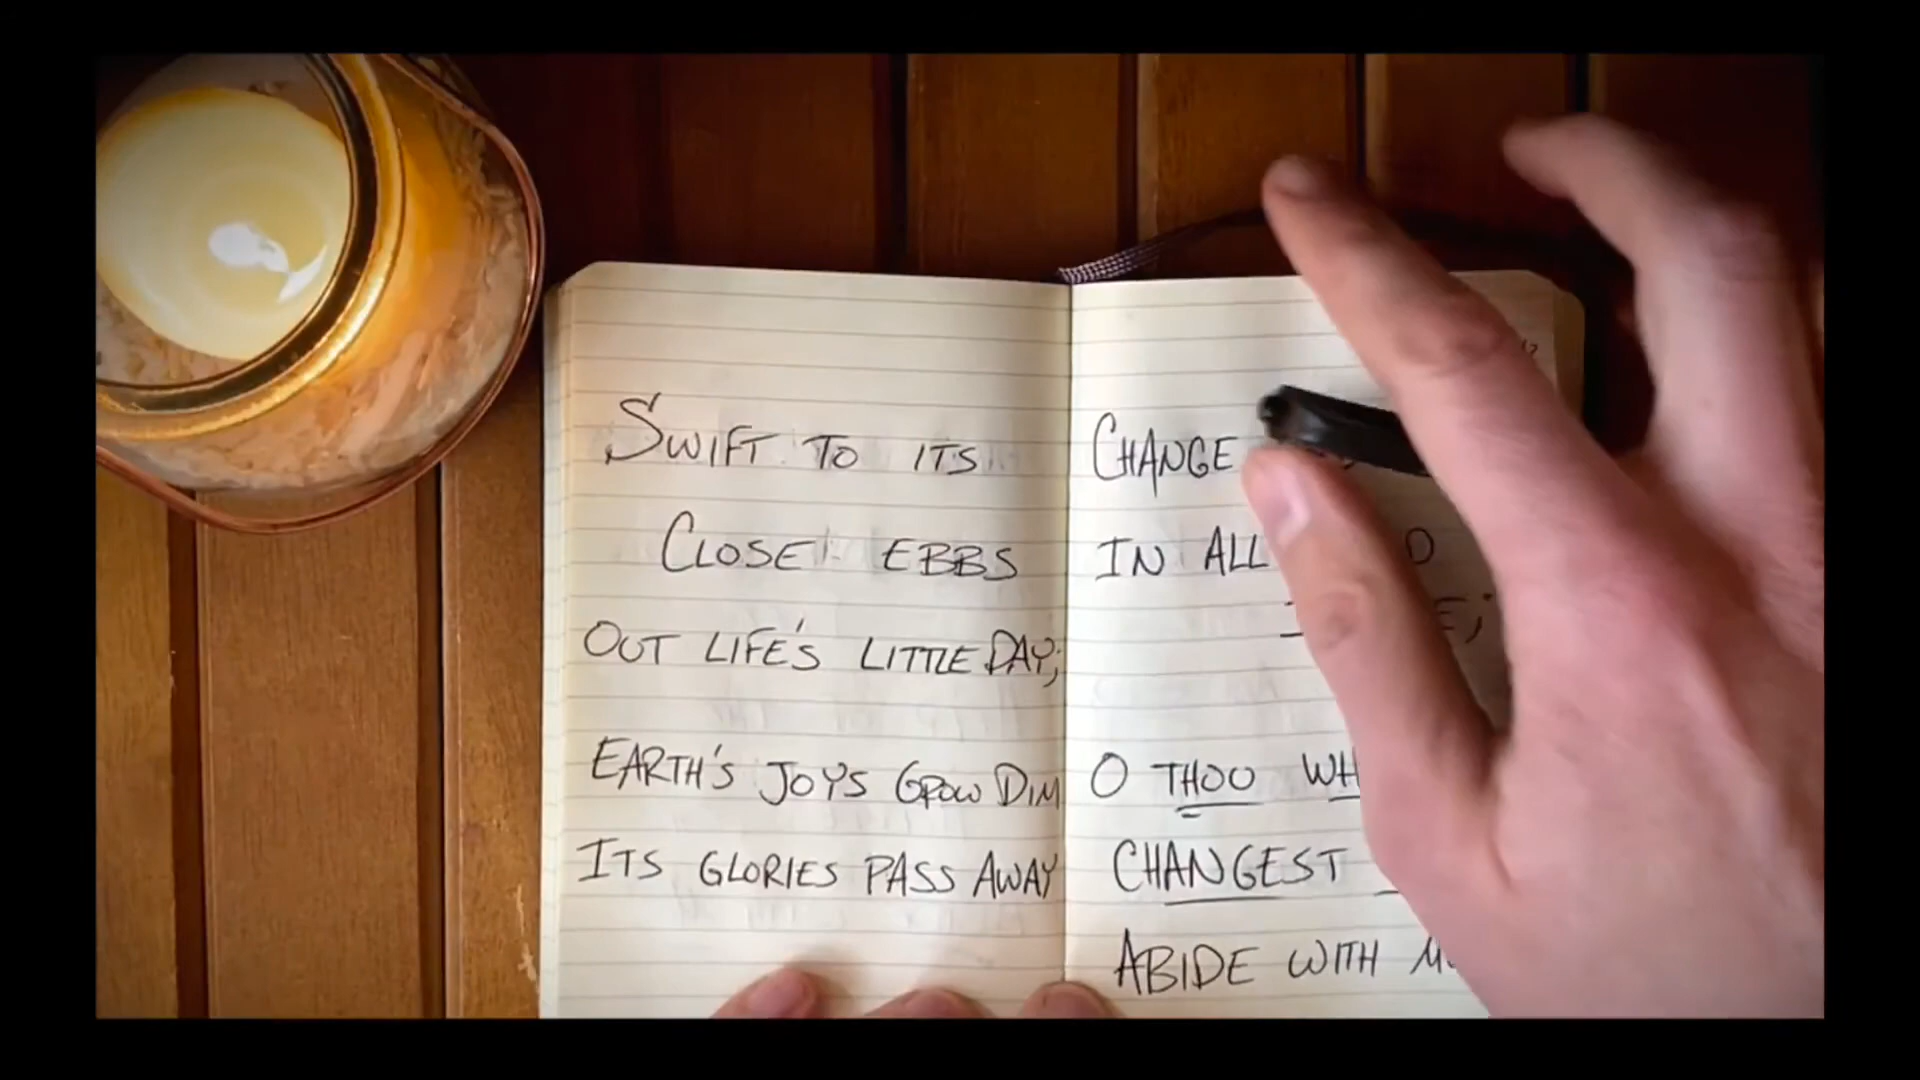 SWIFT TO ITS
CLOSE EBBS
OUT LIFE'S LITTLE DAY;
EARTH'S JOYS GROW DIM
ITS GLORIES PASS AWAY
CHANGE
IN ALL
O THOU
CHANGEST
ABIDE WITH